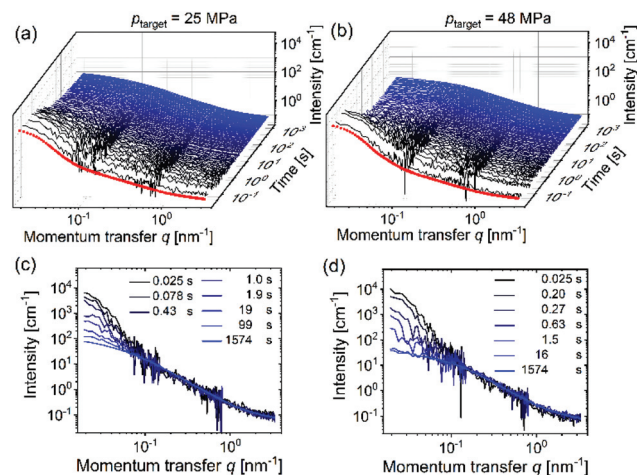 p_target = 25 MPa
p_target = 48 MPa
(a)
(b)
10^4
10^2
10^0
Intensity [cm^-1]
10^4
10^2
10^0
Intensity [cm^-1]
10^-3
10^2
10^1
10^0
10^-1
Time [s]
10^-3
10^2
10^1
10^0
10^-1
Time [s]
10^-1 10^0
10^-1 10^0
Momentum transfer q [nm^-1]
Momentum transfer q [nm^-1]
(c)
(d)
Intensity [cm^-1]
10^5
10^4
10^3
10^2
10^1
10^0
10^-1
0.025 s 1.0 s
0.078 s 1.9 s
0.43 s 19 s
99 s
1574 s
10^-1 10^0
Momentum transfer q [nm^-1]
Intensity [cm^-1]
10^5
10^4
10^3
10^2
10^1
10^0
10^-1
0.025 s
0.20 s
0.27 s
0.63 s
1.5 s
16 s
1574 s
10^-1 10^0
Momentum transfer q [nm^-1]